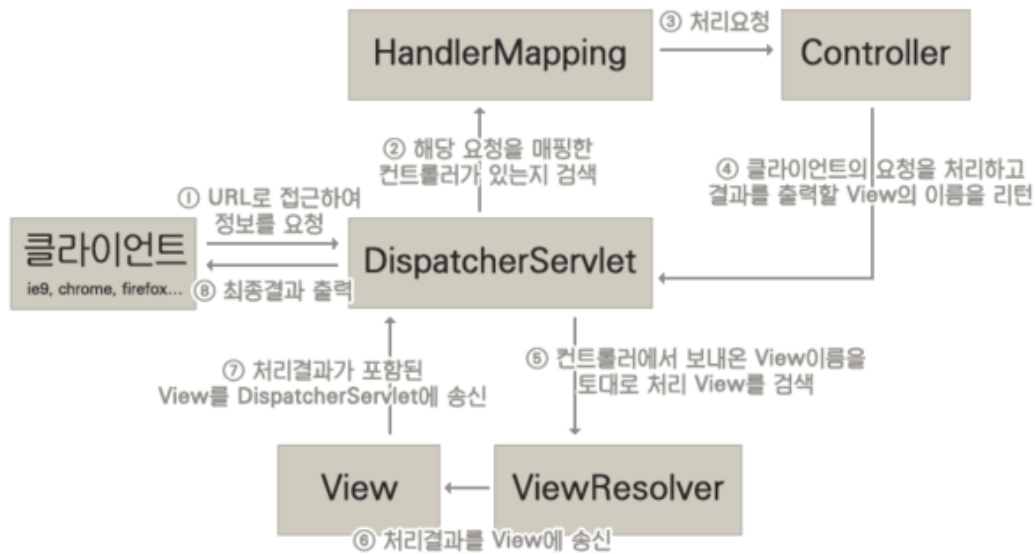 HandlerMapping
③ 처리요청
Controller
② 해당 요청을 매핑한
컨트롤러가 있는지 검색
④ 클라이언트의 요청을 처리하고
결과를 출력할 View의 이름을 리턴
① URL로 접근하여
정보를 요청
클라이언트
ie9, chrome, firefox...
DispatcherServlet
⑧ 최종결과 출력
⑦ 처리결과가 포함된
View를 DispatcherServlet에 송신
⑤ 컨트롤러에서 보내온 View이름을
토대로 처리 View를 검색
View
ViewResolver
⑥ 처리결과를 View에 송신